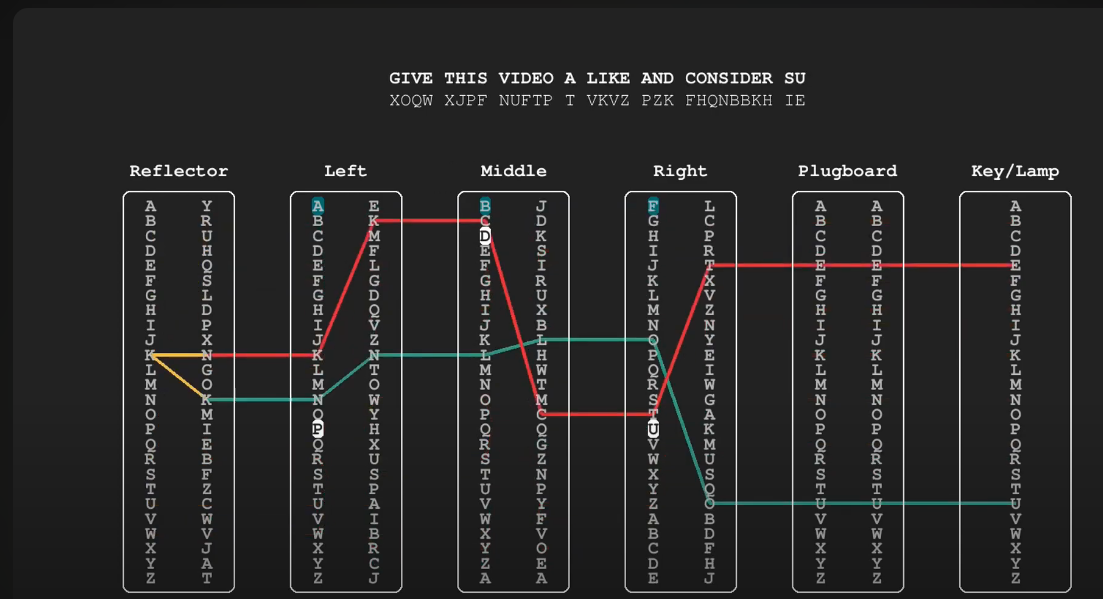 GIVE THIS VIDEO A LIKE AND CONSIDER SU
XOQW XJPF NUFTP T VKVZ PZK FHQNBBKH IE
Reflector Left Middle Right Plugboard Key/Lamp
A Y A E B J F L A A A
B R B K C D G C B B B
C U C M D K H P C C C
D H D F E S I R D D D
E Q E L F I J T E E E
F S F G G R K X F F F
G L G D H U L V G G G
H D H Q I X M Z H H H
I P I V J B N N I I I
J X J Z K L O Y J J J
K N K N L H P E K K K
L G L T M W Q I L L L
M O M O N T R W M M M
N K N W O M S G N N N
O M O Y P C T A O O O
P I P H Q Q U K P P P
Q E Q X R G V M Q Q Q
R B R U S Z W U R R R
S F S S T N X S S S S
T Z T P U P Y Q T T T
U C U A V Y Z O U U U
V W V I W F A B V V V
W V W B X V B D W W W
X J X R Y O C F X X X
Y A Y C Z E D H Y Y Y
Z T Z J A A E J Z Z Z